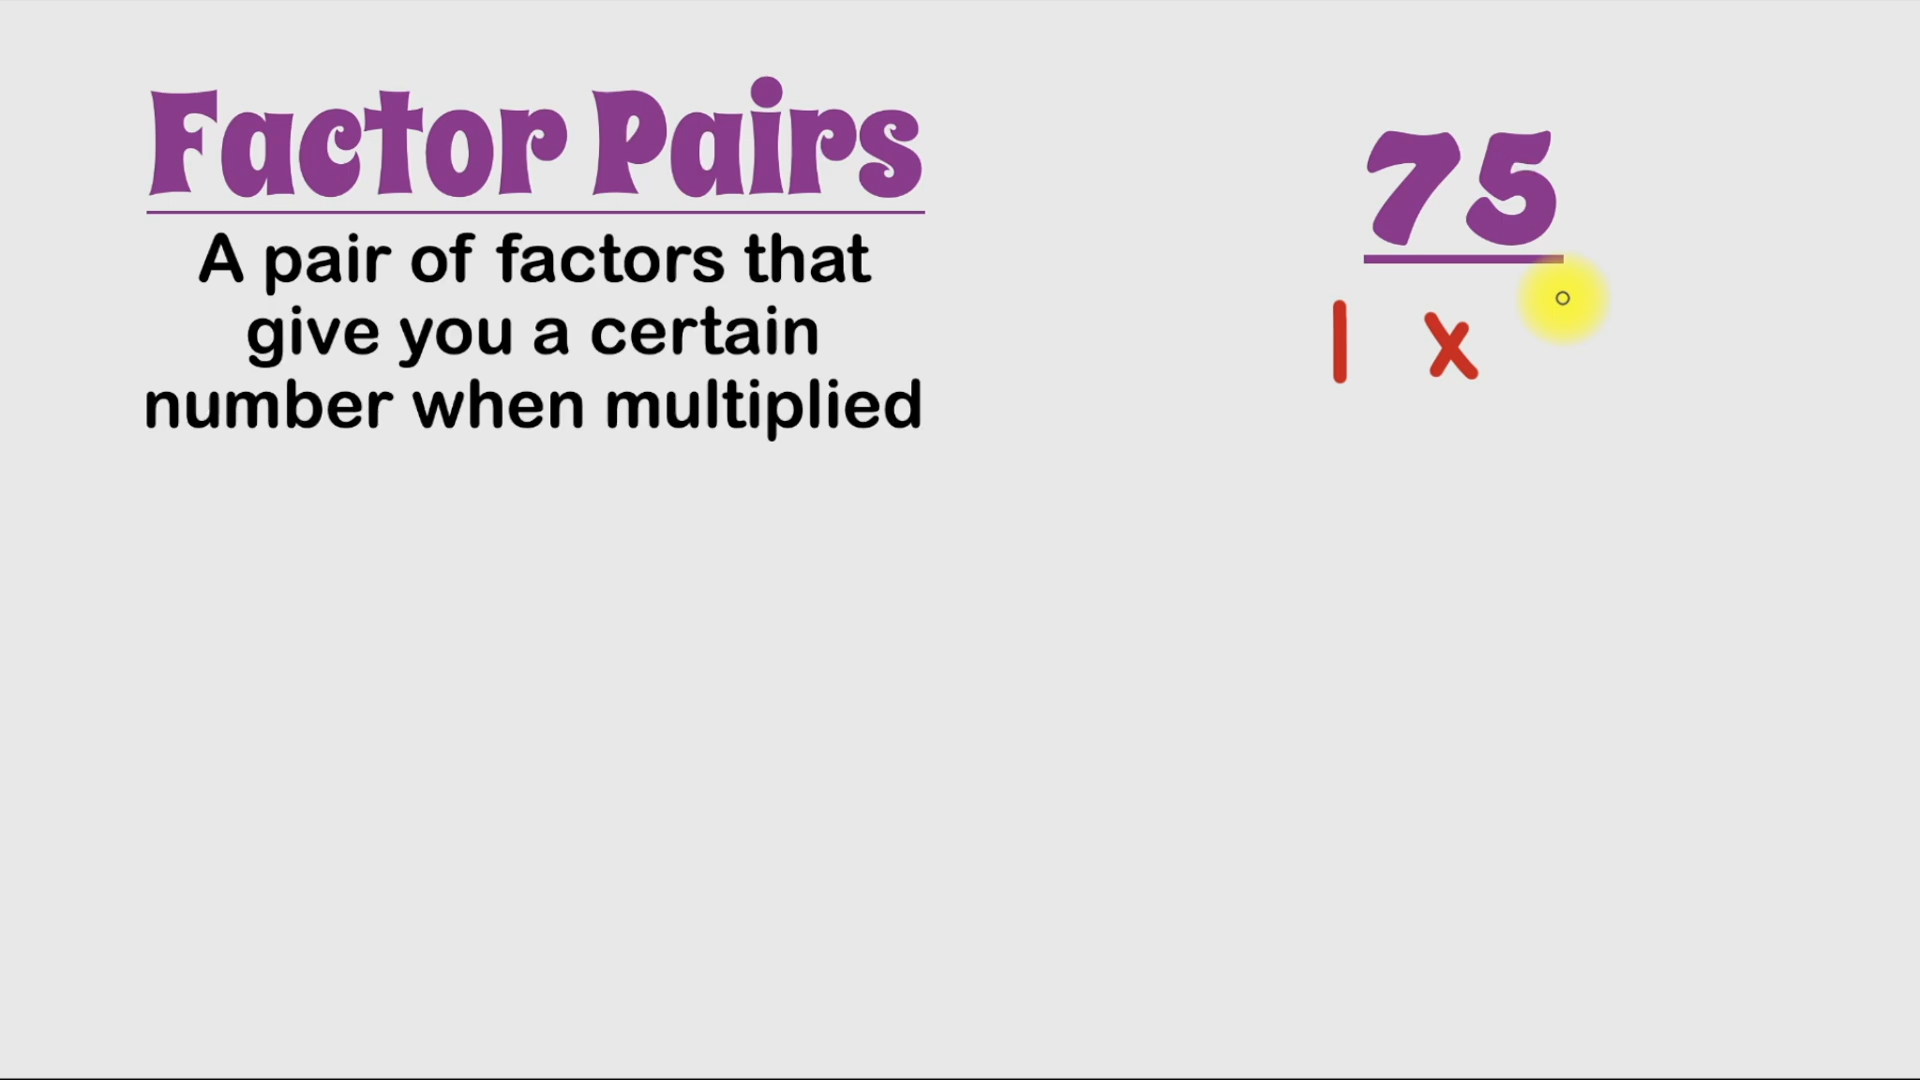 Factor Pairs
A pair of factors that
give you a certain
number when multiplied
75
1 x